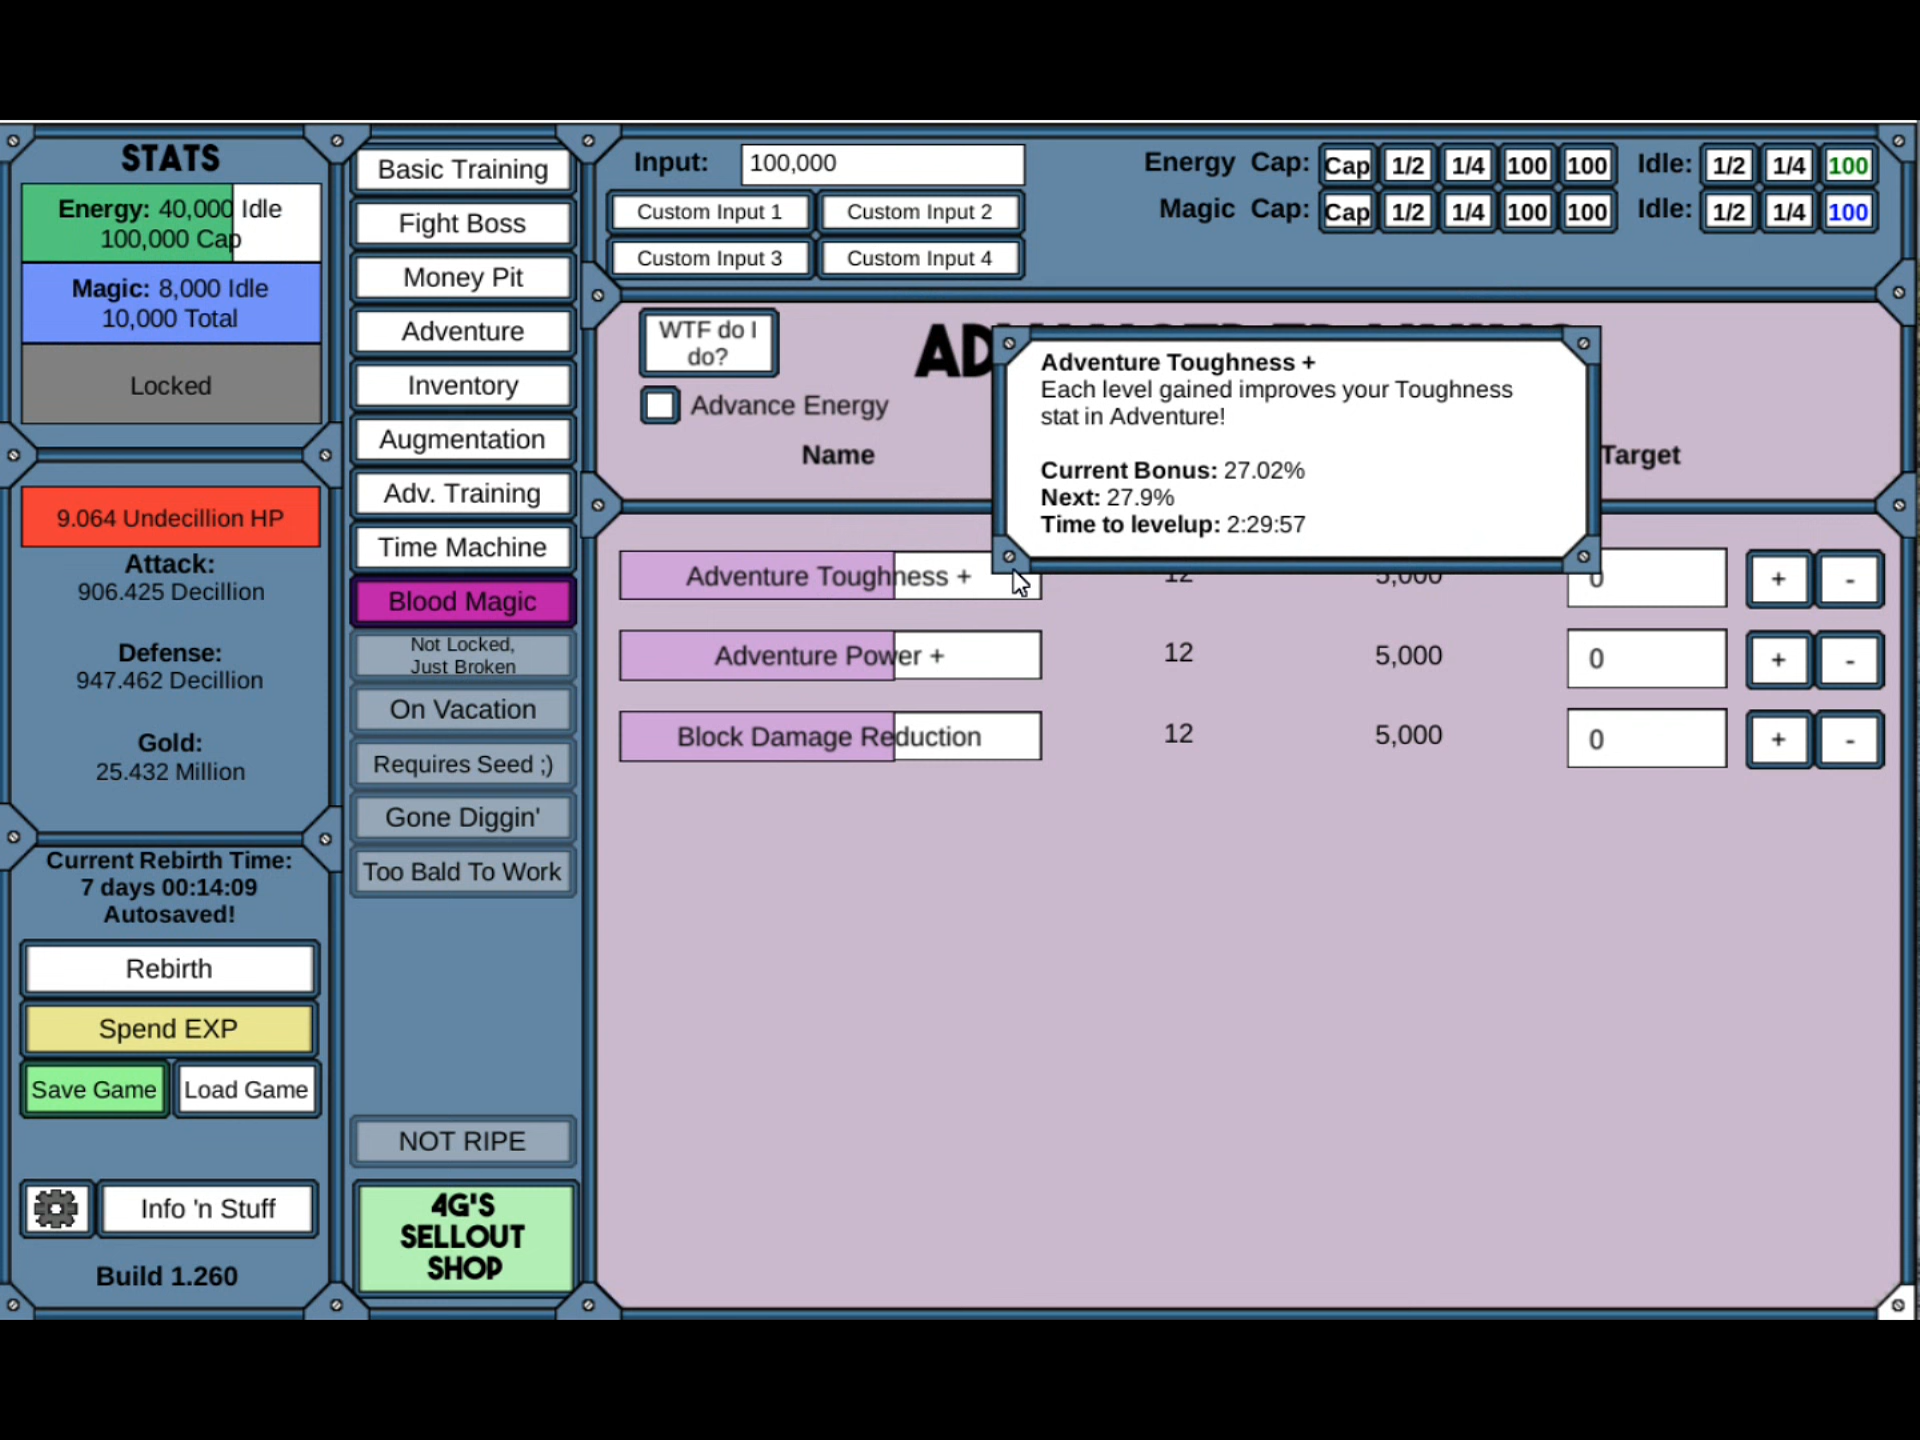 STATS
Energy: 40,000 Idle
100,000 Cap
Magic: 8,000 Idle
10,000 Total
Locked
9.064 Undecillion HP
Attack:
906.425 Decillion
Defense:
947.462 Decillion
Gold:
25.432 Million
Current Rebirth Time:
7 days 00:14:09
Autosaved!
Rebirth
Spend EXP
Save Game Load Game
Info 'n Stuff
Build 1.260
Basic Training
Fight Boss
Money Pit
Adventure
Inventory
Augmentation
Adv. Training
Time Machine
Blood Magic
Not Locked,
Just Broken
On Vacation
Requires Seed ;)
Gone Diggin'
Too Bald To Work
NOT RIPE
4G'S
SELLOUT
SHOP
Input: 100,000
Custom Input 1 Custom Input 2
Custom Input 3 Custom Input 4
Energy Cap: Cap 1/2 1/4 100 100 Idle: 1/2 1/4 100
Magic Cap: Cap 1/2 1/4 100 100 Idle: 1/2 1/4 100
WTF do I
do?
Advance Energy
Name Target
Adventure Toughness +
Each level gained improves your Toughness
stat in Adventure!
Current Bonus: 27.02%
Next: 27.9%
Time to levelup: 2:29:57
Adventure Toughness + 12 5,000 0 + -
Adventure Power + 12 5,000 0 + -
Block Damage Reduction 12 5,000 0 + -